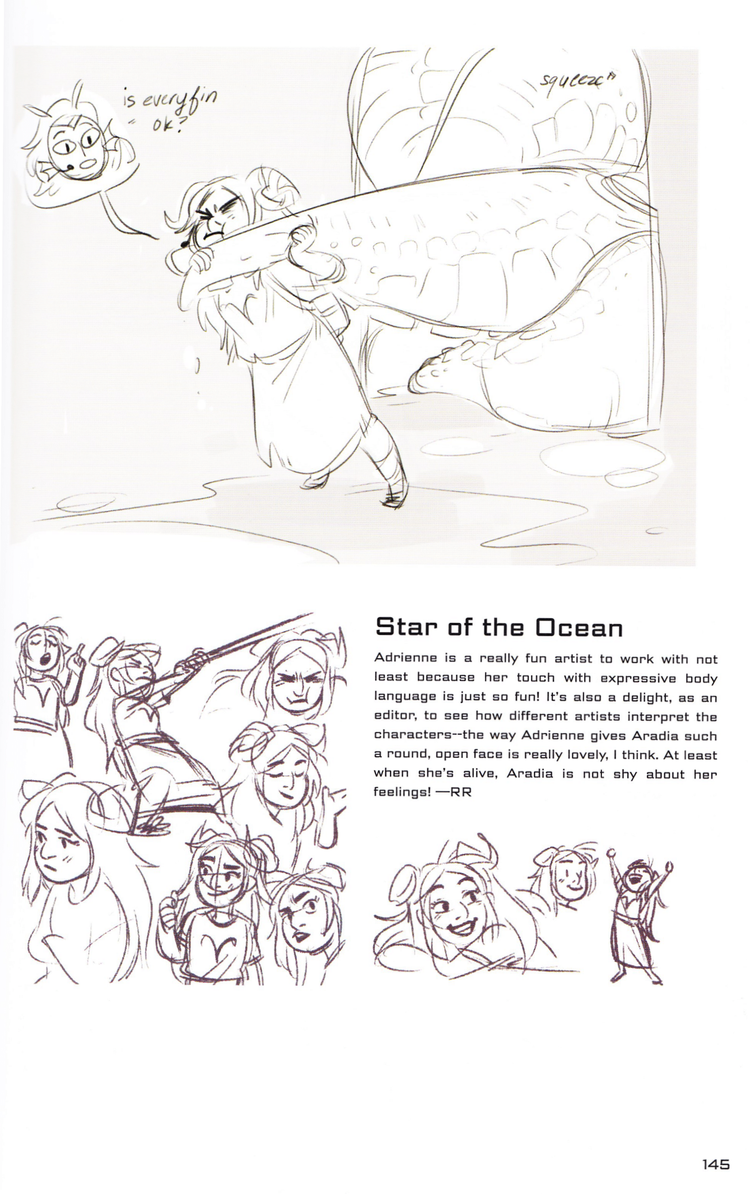 is everyfin
ok?
squeeze
Star of the Ocean
Adrienne is a really fun artist to work with not
least because her touch with expressive body
language is just so fun! It's also a delight, as an
editor, to see how different artists interpret the
characters--the way Adrienne gives Aradia such
a round, open face is really lovely, I think. At least
when she's alive, Aradia is not shy about her
feelings! —RR
145